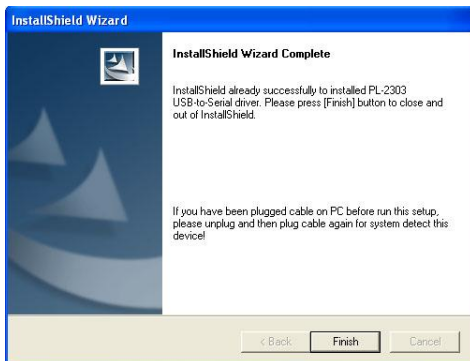 InstallShield Wizard
InstallShield Wizard Complete
InstallShield already successfully to installed PL-2303
USB-to-Serial driver. Please press [Finish] button to close and
out of InstallShield.
If you have been plugged cable on PC before run this setup,
please unplug and then plug cable again for system detect this
device!
< Back
Finish
Cancel